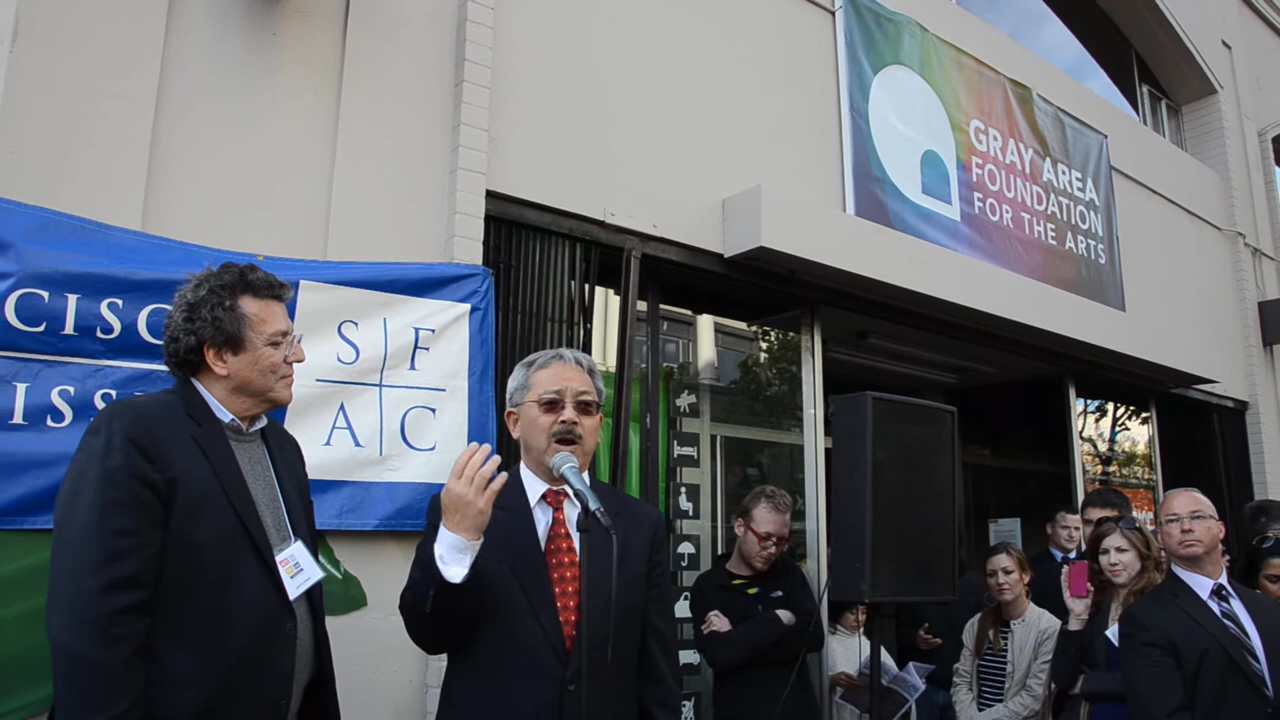 CISCO
ISS
S F
A C
GRAY AREA
FOUNDATION
FOR THE ARTS